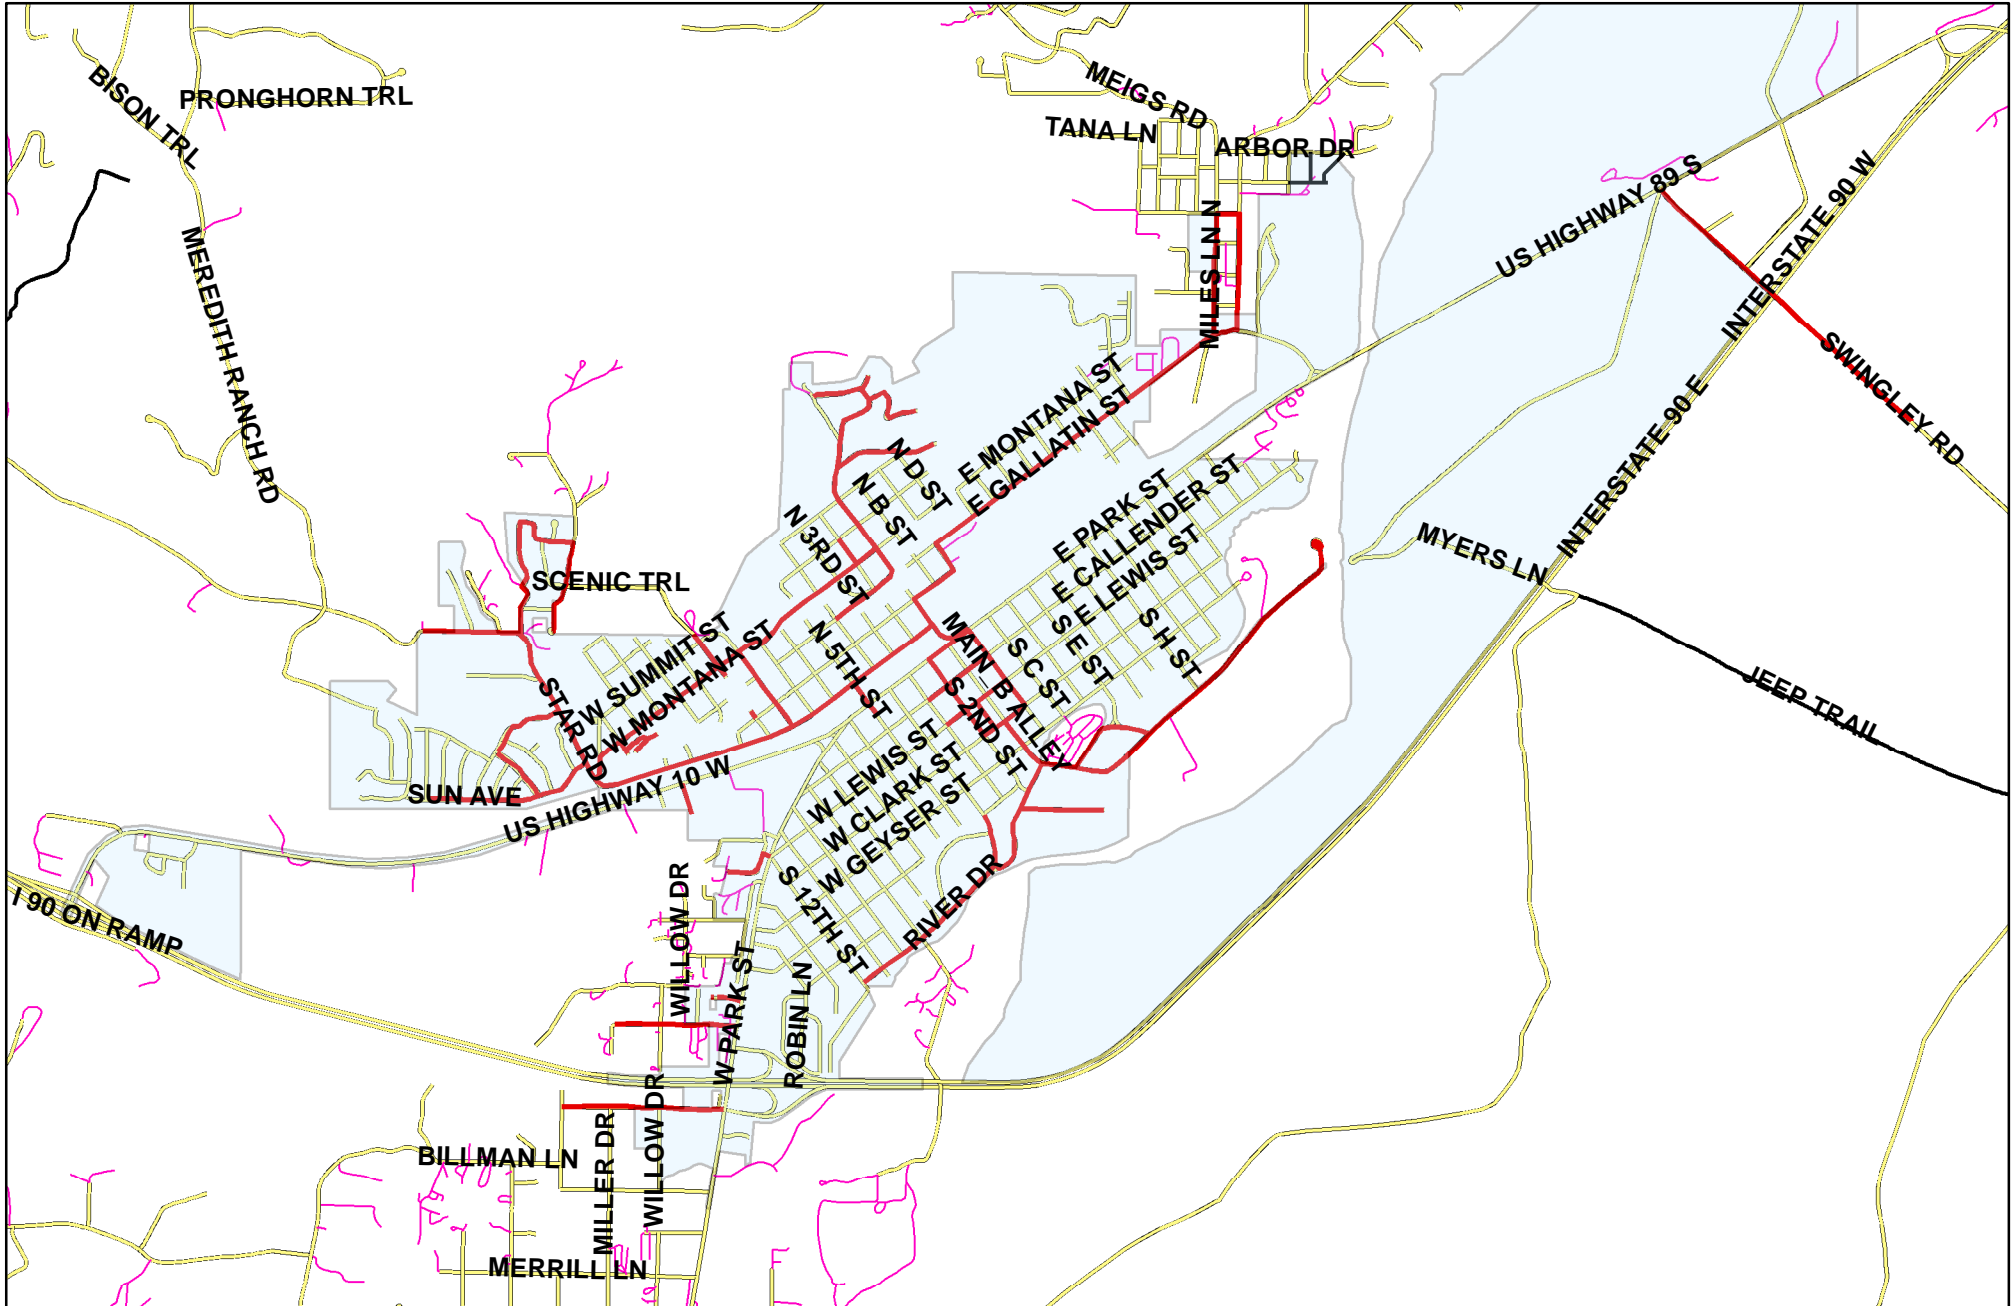 BISON TRL
PRONGHORN TRL
MEIGS RD
TANA LN
ARBOR DR
US HIGHWAY 89 S
INTERSTATE 90 W
MILES LN N
MEREDITH RANCH RD
SWINGLEY RD
E MONTANA ST
E GALLATIN ST
N D ST
N B ST
N 3RD ST
E PARK ST
E CALLENDER ST
E LEWIS ST
INTERSTATE 90 E
MYERS LN
SCENIC TRL
W SUMMIT ST
W MONTANA ST
N 5TH ST
MAIN_B ALLEY
S C ST
S E ST
S H ST
JEEP TRAIL
STAR RD
S 2ND ST
SUN AVE
US HIGHWAY 10 W
W LEWIS ST
W CLARK ST
W GEYSER ST
S 12TH ST
RIVER DR
I 90 ON RAMP
WILLOW DR
W PARK ST
ROBIN LN
BILLMAN LN
MILLER DR
WILLOW DR
MERRILL LN